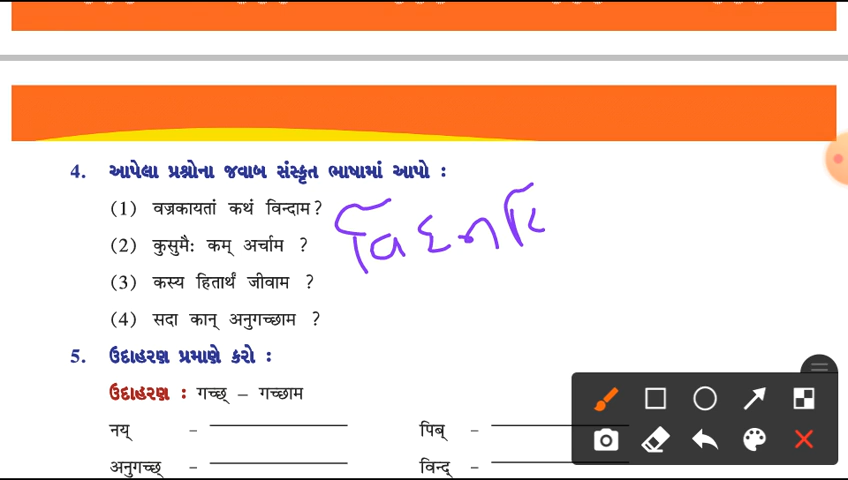 4. આપેલા પ્રશ્નોના જવાબ સંસ્કૃત ભાષામાં આપો :
(1) वज्रकायतां कथं विन्दाम ?
(2) कुसुमैः कम् अर्चाम ?
(3) कस्य हितार्थं जीवाम ?
(4) सदा कान् अनुगच्छाम ?
5. ઉદાહરણ પ્રમાણે કરો :
ઉદાહરણ : गच्छ् – गच्छाम
नय् –
पिब् –
अनुगच्छ् –
विन्द् –